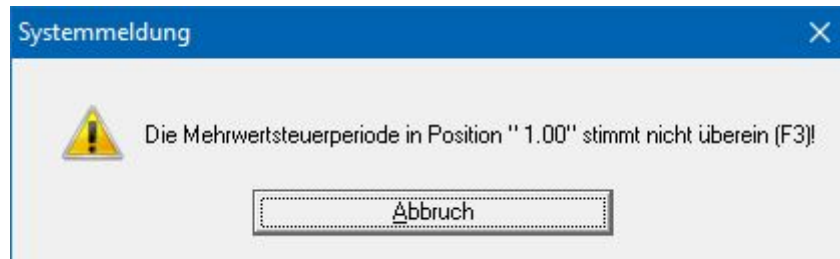 Systemmeldung
Die Mehrwertsteuerperiode in Position " 1.00" stimmt nicht überein (F3)!
Abbruch